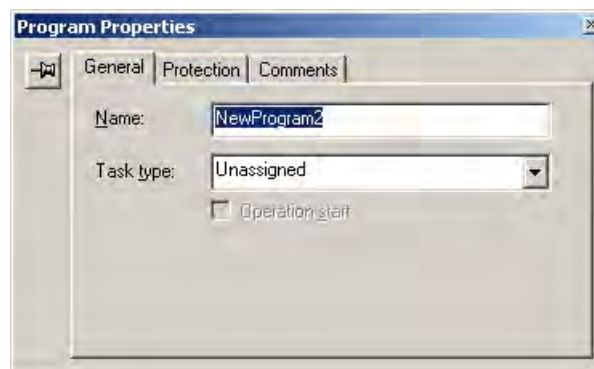 Program Properties
General Protection Comments
Name: NewProgram2
Task type: Unassigned
Operation start